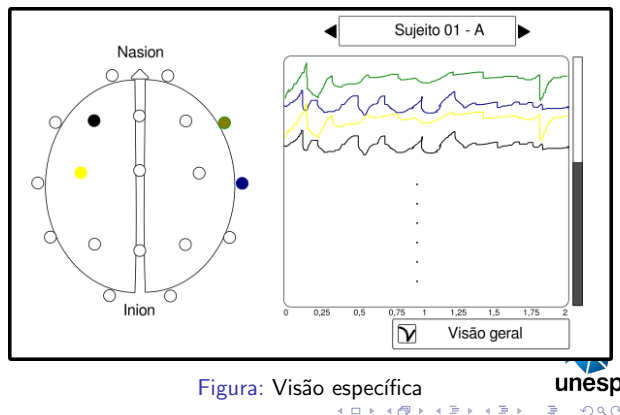 Sujeito 01 - A
Nasion
Inion
0 0,25 0,5 0,75 1 1,25 1,5 1,75 2
Visão geral
Figura: Visão específica
unesp